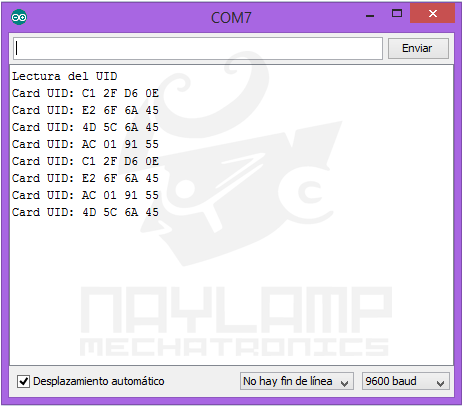 COM7
Enviar
Lectura del UID
Card UID: C1 2F D6 0E
Card UID: E2 6F 6A 45
Card UID: 4D 5C 6A 45
Card UID: AC 01 91 55
Card UID: C1 2F D6 0E
Card UID: E2 6F 6A 45
Card UID: AC 01 91 55
Card UID: 4D 5C 6A 45
NAYLAMP
MECHATRONICS
Desplazamiento automático
No hay fin de línea
9600 baud